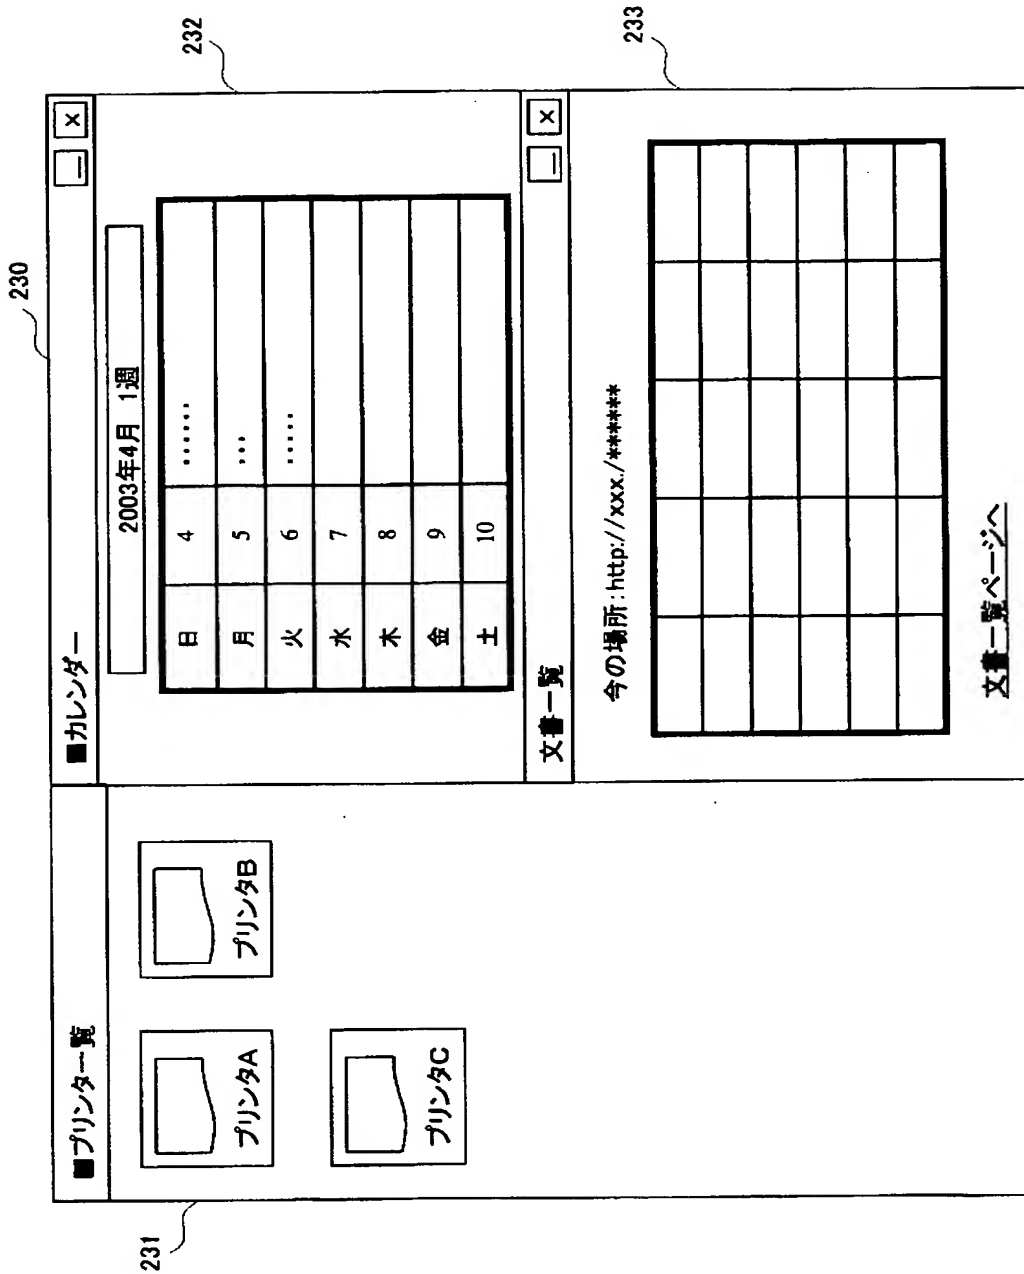 230
■プリンタ一覧
プリンタA
プリンタB
プリンタC
231
■カレンダー
_ ×
2003年4月 1週
日 4 ......
月 5 ...
火 6 .....
水 7
木 8
金 9
土 10
232
文書一覧
_ ×
今の場所:http://xxx./******
文書一覧ページへ
233